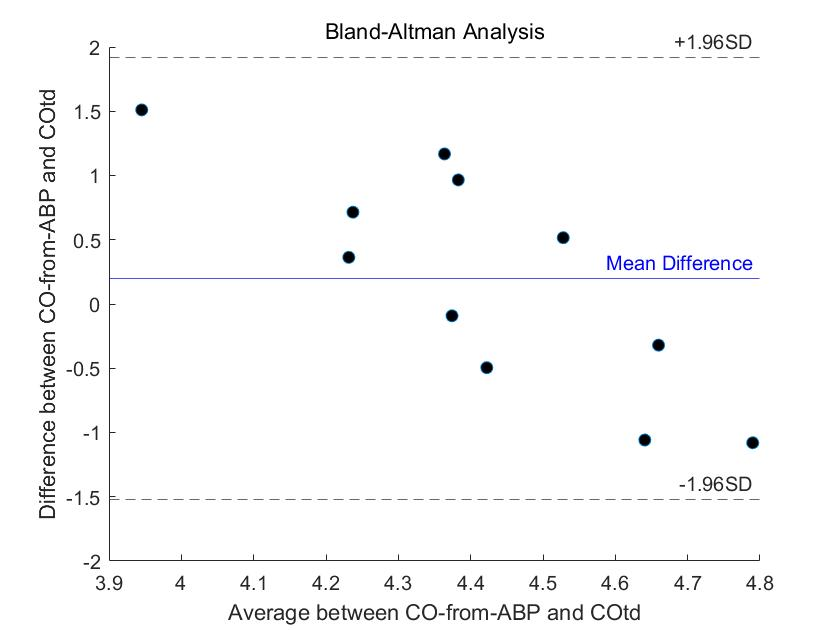 Bland-Altman Analysis
+1.96SD
Mean Difference
-1.96SD
2
1.5
1
0.5
0
-0.5
-1
-1.5
-2
3.9 4 4.1 4.2 4.3 4.4 4.5 4.6 4.7 4.8
Average between CO-from-ABP and COtd
Difference between CO-from-ABP and COtd